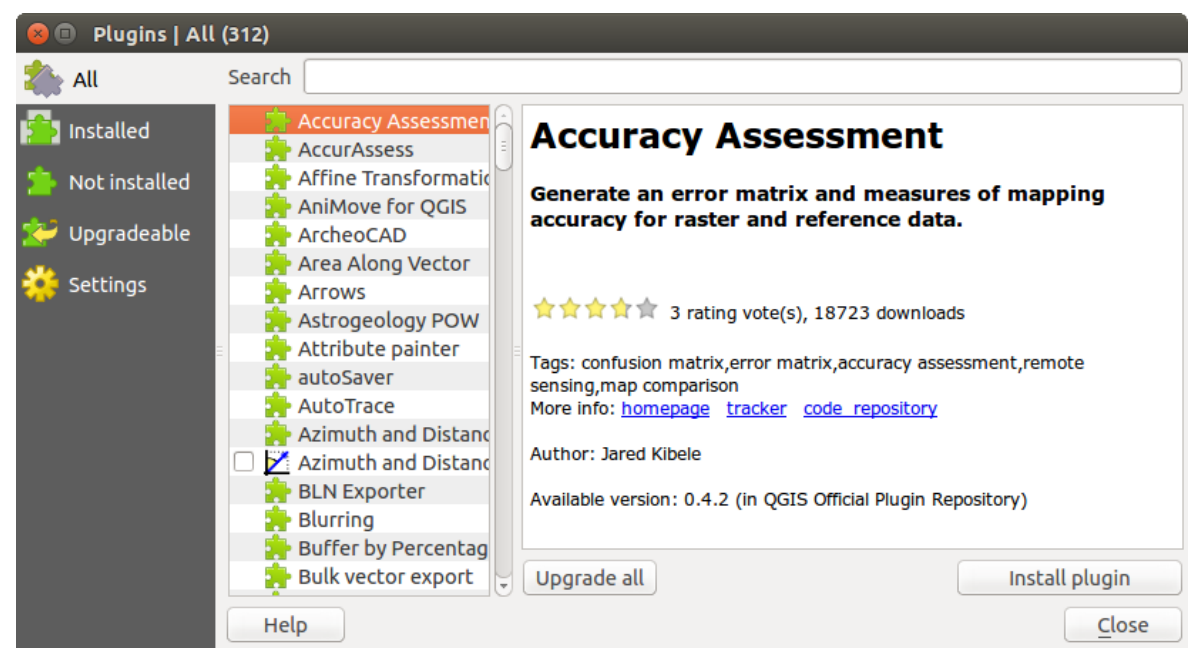 Plugins | All (312)
All
Search
Installed
Not installed
Upgradeable
Settings
Accuracy Assessmen
AccurAssess
Affine Transformatic
AniMove for QGIS
ArcheoCAD
Area Along Vector
Arrows
Astrogeology POW
Attribute painter
autoSaver
AutoTrace
Azimuth and Distanc
Azimuth and Distanc
BLN Exporter
Blurring
Buffer by Percentag
Bulk vector export
Accuracy Assessment
Generate an error matrix and measures of mapping
accuracy for raster and reference data.
3 rating vote(s), 18723 downloads
Tags: confusion matrix,error matrix,accuracy assessment,remote
sensing,map comparison
More info: homepage tracker code_repository
Author: Jared Kibele
Available version: 0.4.2 (in QGIS Official Plugin Repository)
Upgrade all
Install plugin
Help
Close